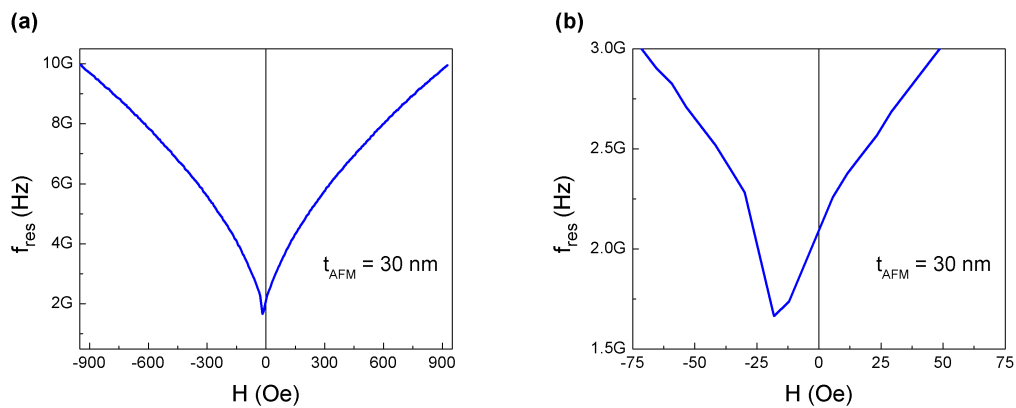 (a)
10G
8G
6G
4G
2G
f_res (Hz)
t_AFM = 30 nm
-900 -600 -300 0 300 600 900
H (Oe)
(b)
3.0G
2.5G
2.0G
1.5G
f_res (Hz)
t_AFM = 30 nm
-75 -50 -25 0 25 50 75
H (Oe)